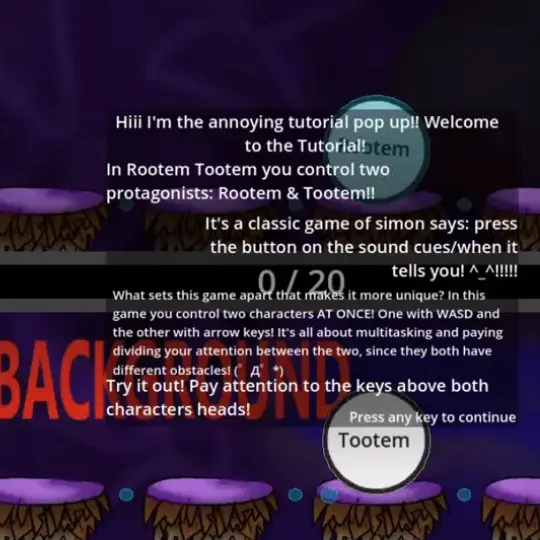 Hiii I'm the annoying tutorial pop up!! Welcome
to the Tutorial!
Tootem
In Rootem Tootem you control two
protagonists: Rootem & Tootem!!
It's a classic game of simon says: press
the button on the sound cues/when it
tells you! ^_^!!!!!
0 / 20
What sets this game apart that makes it more unique? In this
game you control two characters AT ONCE! One with WASD and
the other with arrow keys! It's all about multitasking and paying
dividing your attention between the two, since they both have
different obstacles! (ﾟДﾟ*)
BACKGROUND
Try it out! Pay attention to the keys above both
characters heads!
Press any key to continue
Tootem